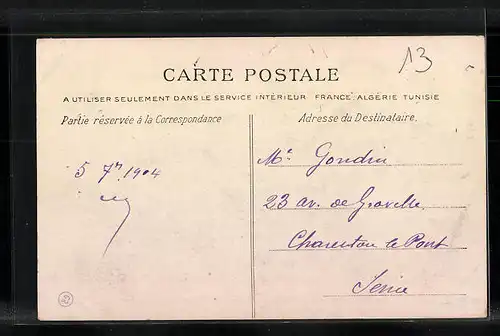 13
CARTE POSTALE
A UTILISER SEULEMENT DANS LE SERVICE INTÉRIEUR FRANCE ALGÉRIE TUNISIE
Partie réservée à la Correspondance
Adresse du Destinataire.
5 7re 1904
Mr Gondin
23 av. de Gravelle
Charenton le Pont
Seine